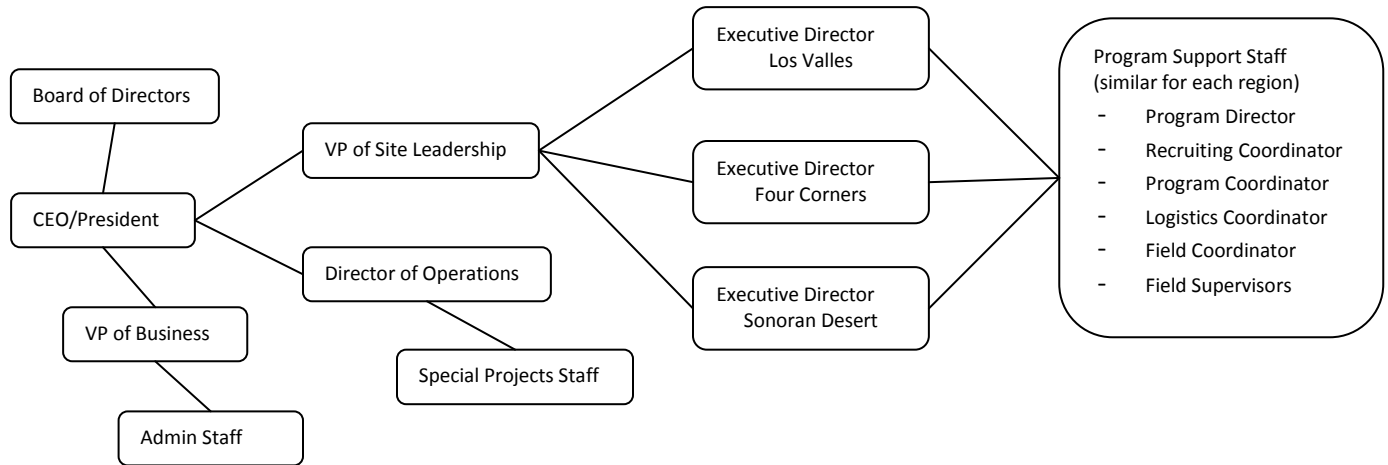 Board of Directors
CEO/President
VP of Business
Admin Staff
VP of Site Leadership
Director of Operations
Special Projects Staff
Executive Director
Los Valles
Executive Director
Four Corners
Executive Director
Sonoran Desert
Program Support Staff
(similar for each region)
- Program Director
- Recruiting Coordinator
- Program Coordinator
- Logistics Coordinator
- Field Coordinator
- Field Supervisors